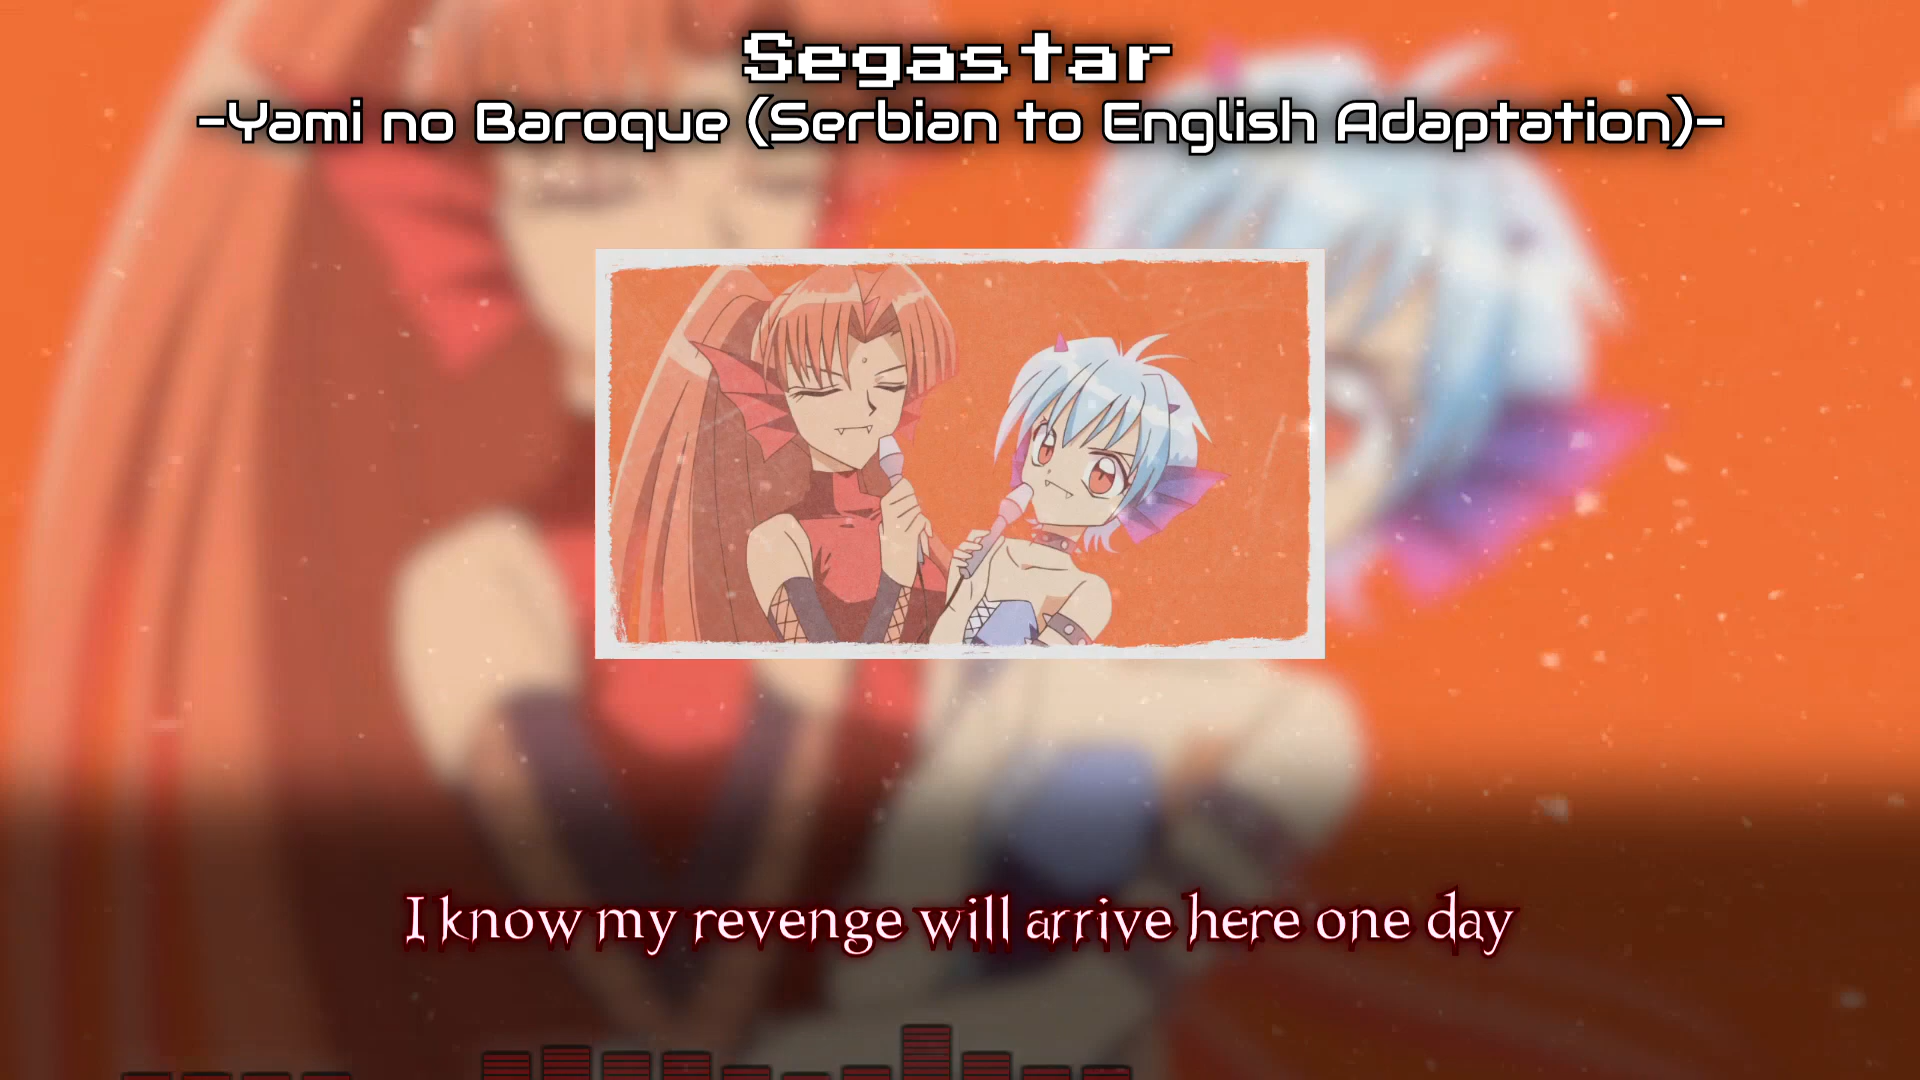 Segastar
-Yami no Baroque (Serbian to English Adaptation)-
I know my revenge will arrive here one day